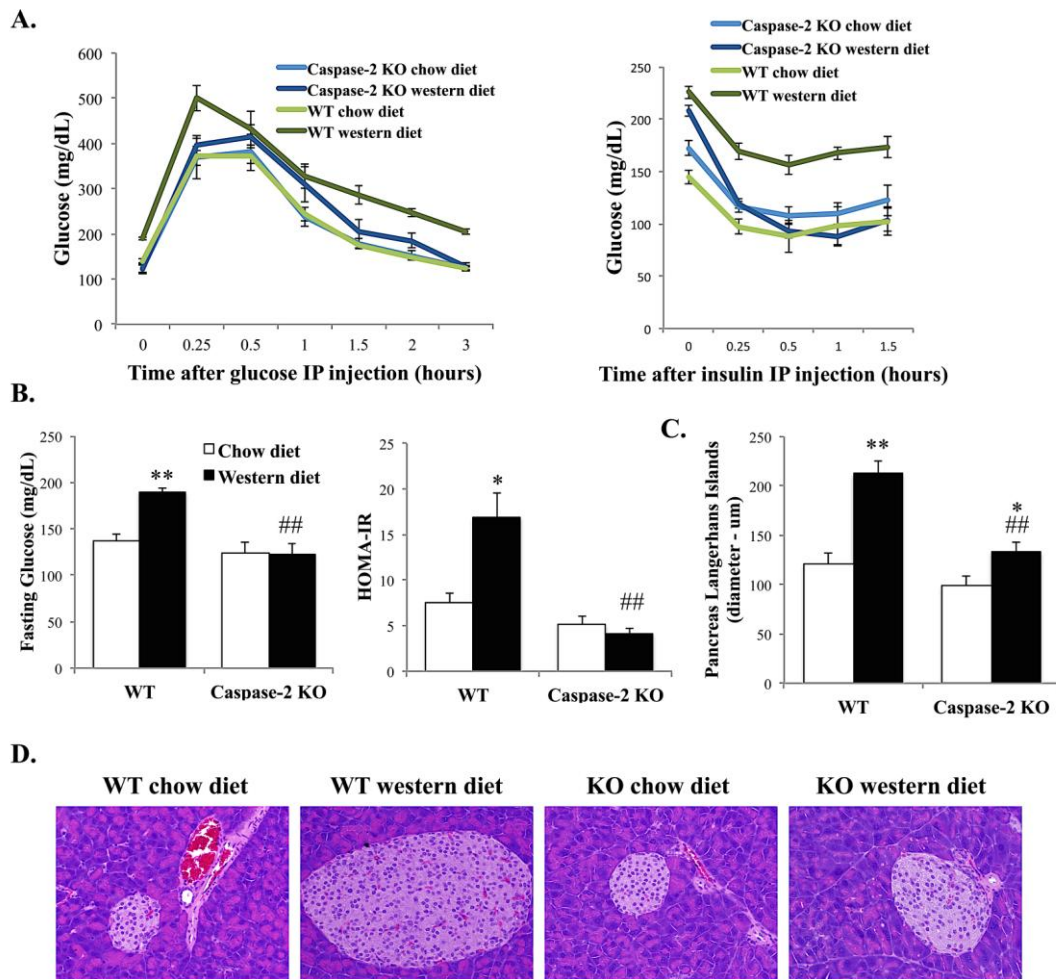 A.
Glucose (mg/dL)
600
500
400
300
200
100
0
Caspase-2 KO chow diet
Caspase-2 KO western diet
WT chow diet
WT western diet
0 0.25 0.5 1 1.5 2 3
Time after glucose IP injection (hours)
Glucose (mg/dL)
250
200
150
100
50
0
Caspase-2 KO chow diet
Caspase-2 KO western diet
WT chow diet
WT western diet
0 0.25 0.5 1 1.5
Time after insulin IP injection (hours)
B.
Fasting Glucose (mg/dL)
250
200
150
100
50
0
Chow diet
Western diet
**
##
WT Caspase-2 KO
HOMA-IR
25
20
15
10
5
0
*
##
WT Caspase-2 KO
C.
Pancreas Langerhans Islands
(diameter - um)
250
200
150
100
50
0
**
*
##
WT Caspase-2 KO
D.
WT chow diet WT western diet KO chow diet KO western diet